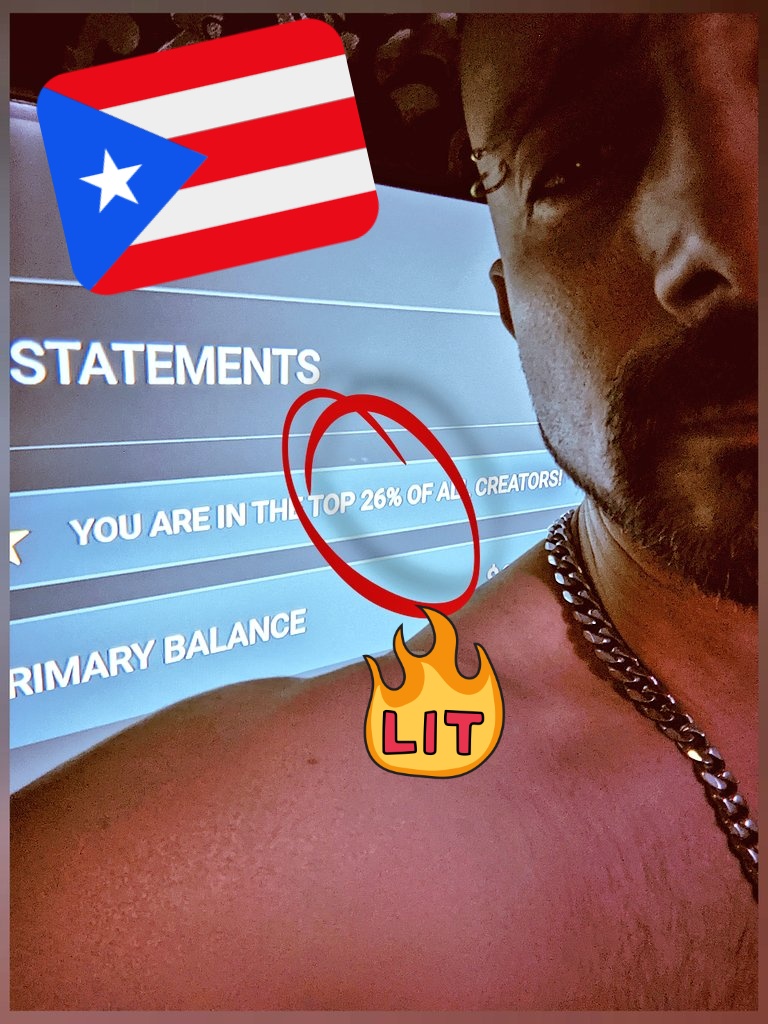 STATEMENTS
YOU ARE IN THE TOP 26% OF ALL CREATORS!
RIMARY BALANCE
$
LIT